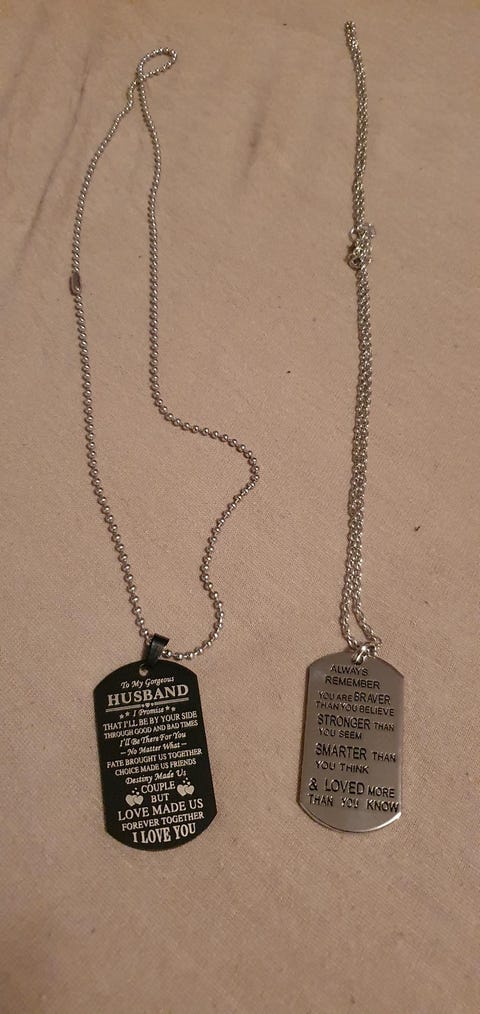 To My Gorgeous
HUSBAND
I Promise
THAT I'LL BE BY YOUR SIDE
THROUGH GOOD AND BAD TIMES
I'll Be There For You
– No Matter What –
FATE BROUGHT US TOGETHER
CHOICE MADE US FRIENDS
Destiny Made Us
COUPLE
BUT
LOVE MADE US
FOREVER TOGETHER
I LOVE YOU
ALWAYS
REMEMBER
YOU ARE BRAVER
THAN YOU BELIEVE
STRONGER THAN
YOU SEEM
SMARTER THAN
YOU THINK
& LOVED MORE
THAN YOU KNOW